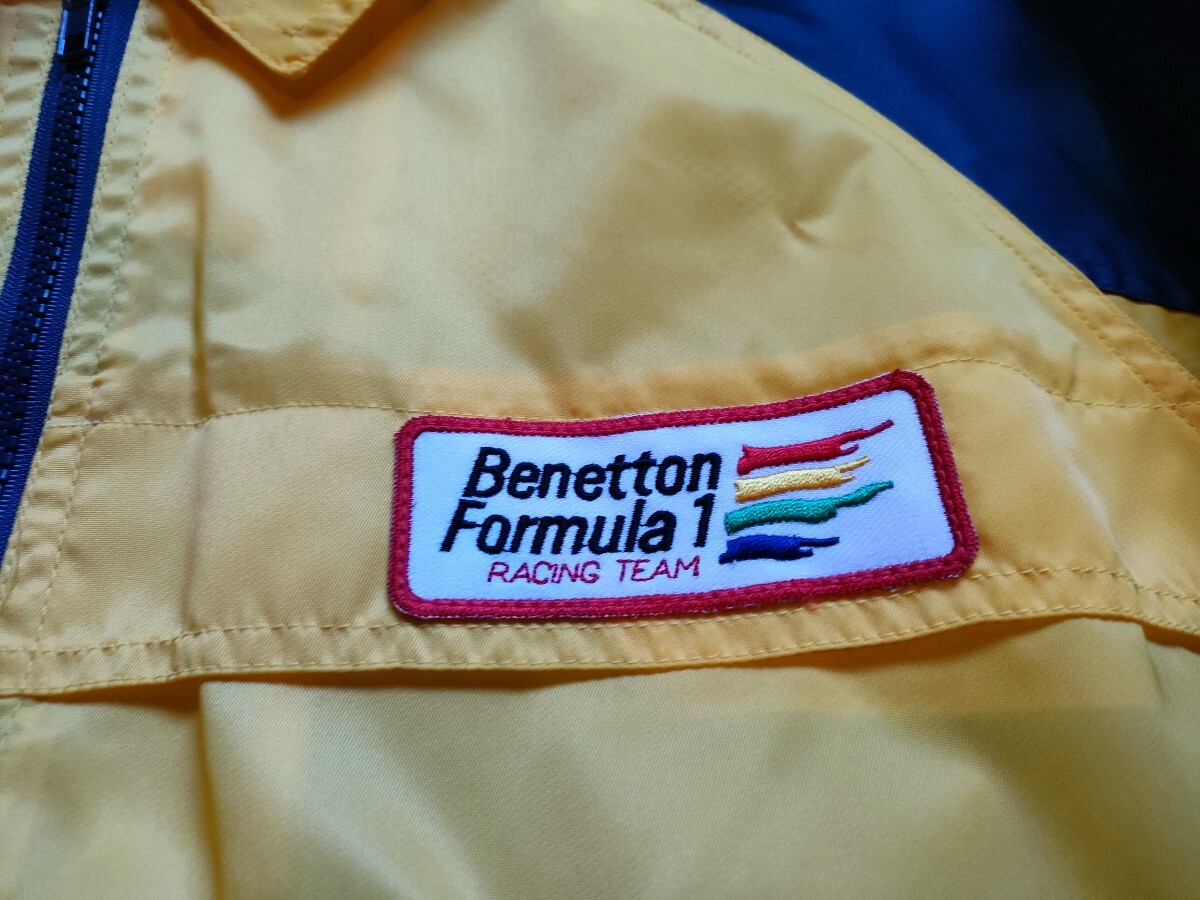 Benetton
Formula 1
RACING TEAM